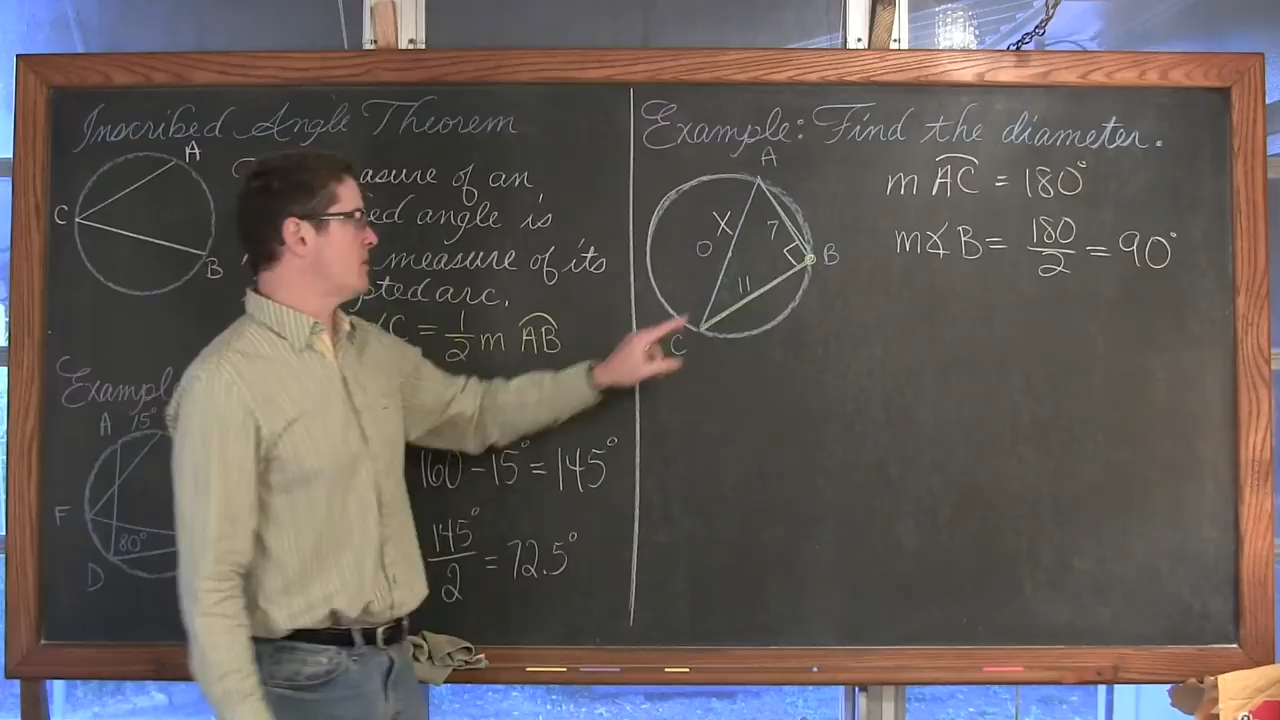 Inscribed Angle Theorem
A
C
B
asure of an
ed angle is
measure of its
pted arc.
C = 1/2 m AB
Example
A 15°
F
80°
D
160 - 15° = 145°
145°/2 = 72.5°
Example: Find the diameter.
A
X
7
O
B
11
C
m AC = 180°
m∡B = 180/2 = 90°